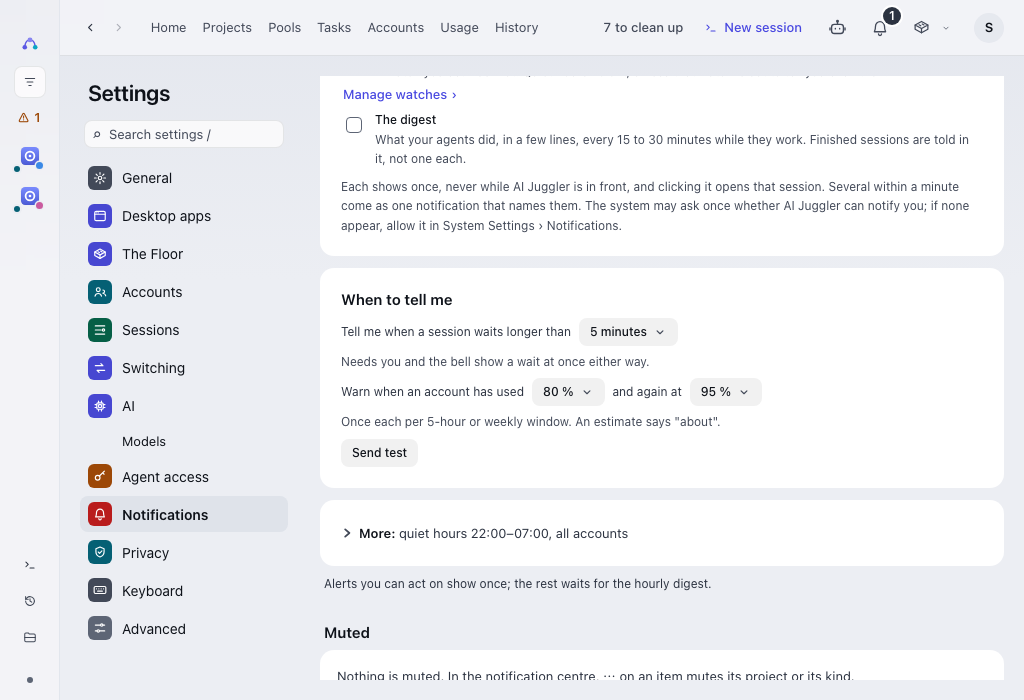 Home Projects Pools Tasks Accounts Usage History 7 to clean up New session 1 S
1
Settings
Search settings /
General
Desktop apps
The Floor
Accounts
Sessions
Switching
AI
Models
Agent access
Notifications
Privacy
Keyboard
Advanced
Manage watches ›
The digest
What your agents did, in a few lines, every 15 to 30 minutes while they work. Finished sessions are told in
it, not one each.
Each shows once, never while AI Juggler is in front, and clicking it opens that session. Several within a minute
come as one notification that names them. The system may ask once whether AI Juggler can notify you; if none
appear, allow it in System Settings › Notifications.
When to tell me
Tell me when a session waits longer than 5 minutes
Needs you and the bell show a wait at once either way.
Warn when an account has used 80 % and again at 95 %
Once each per 5-hour or weekly window. An estimate says "about".
Send test
More: quiet hours 22:00–07:00, all accounts
Alerts you can act on show once; the rest waits for the hourly digest.
Muted
Nothing is muted. In the notification centre, ··· on an item mutes its project or its kind.